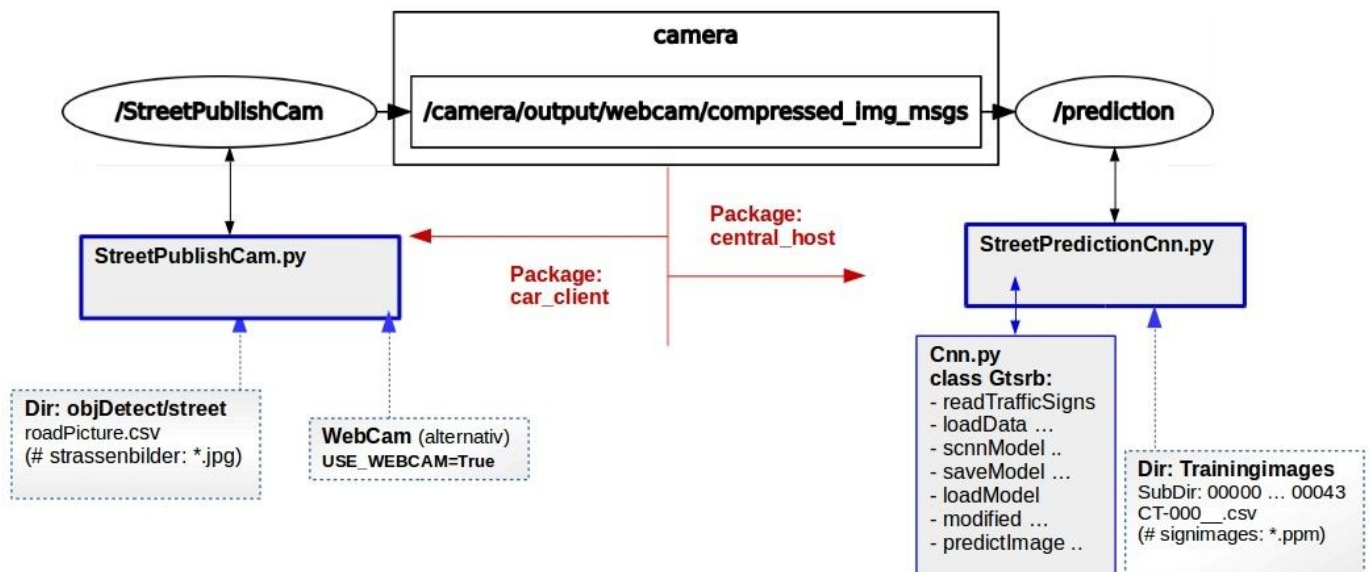 camera
/StreetPublishCam
/camera/output/webcam/compressed_img_msgs
/prediction
Package:
central_host
Package:
car_client
StreetPublishCam.py
StreetPredictionCnn.py
Dir: objDetect/street
roadPicture.csv
(# strassenbilder: *.jpg)
WebCam (alternativ)
USE_WEBCAM=True
Cnn.py
class Gtsrb:
- readTrafficSigns
- loadData ...
- scnnModel ..
- saveModel ...
- loadModel
- modified ...
- predictImage ..
Dir: Trainingimages
SubDir: 00000 ... 00043
CT-000__.csv
(# signimages: *.ppm)